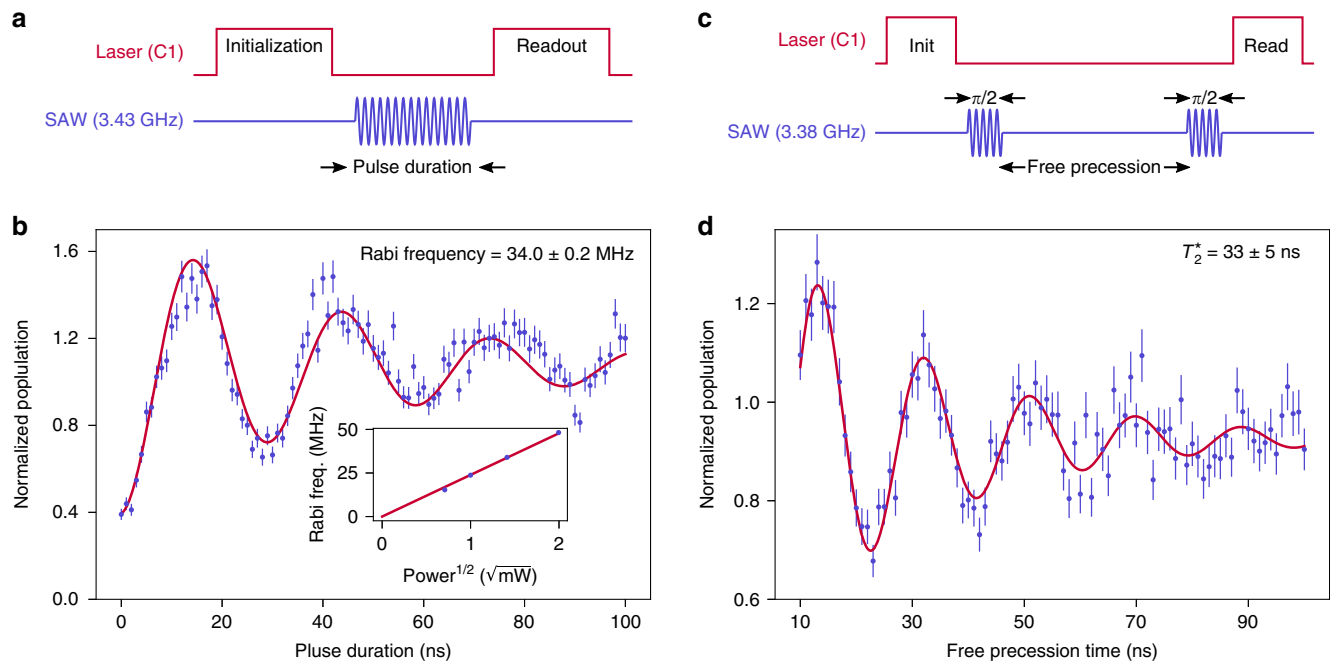 a
Laser (C1)
Initialization
Readout
SAW (3.43 GHz)
Pulse duration
c
Laser (C1)
Init
Read
π/2
π/2
SAW (3.38 GHz)
Free precession
b
Rabi frequency = 34.0 ± 0.2 MHz
Normalized poplulation
1.6
1.2
0.8
0.4
0.0
0
20
40
60
80
100
Pluse duration (ns)
Rabi freq. (MHz)
50
25
0
0
1
2
Power^{1/2} (√mW)
d
T₂* = 33 ± 5 ns
Normalized poplulation
1.2
1.0
0.8
0.6
10
30
50
70
90
Free precession time (ns)